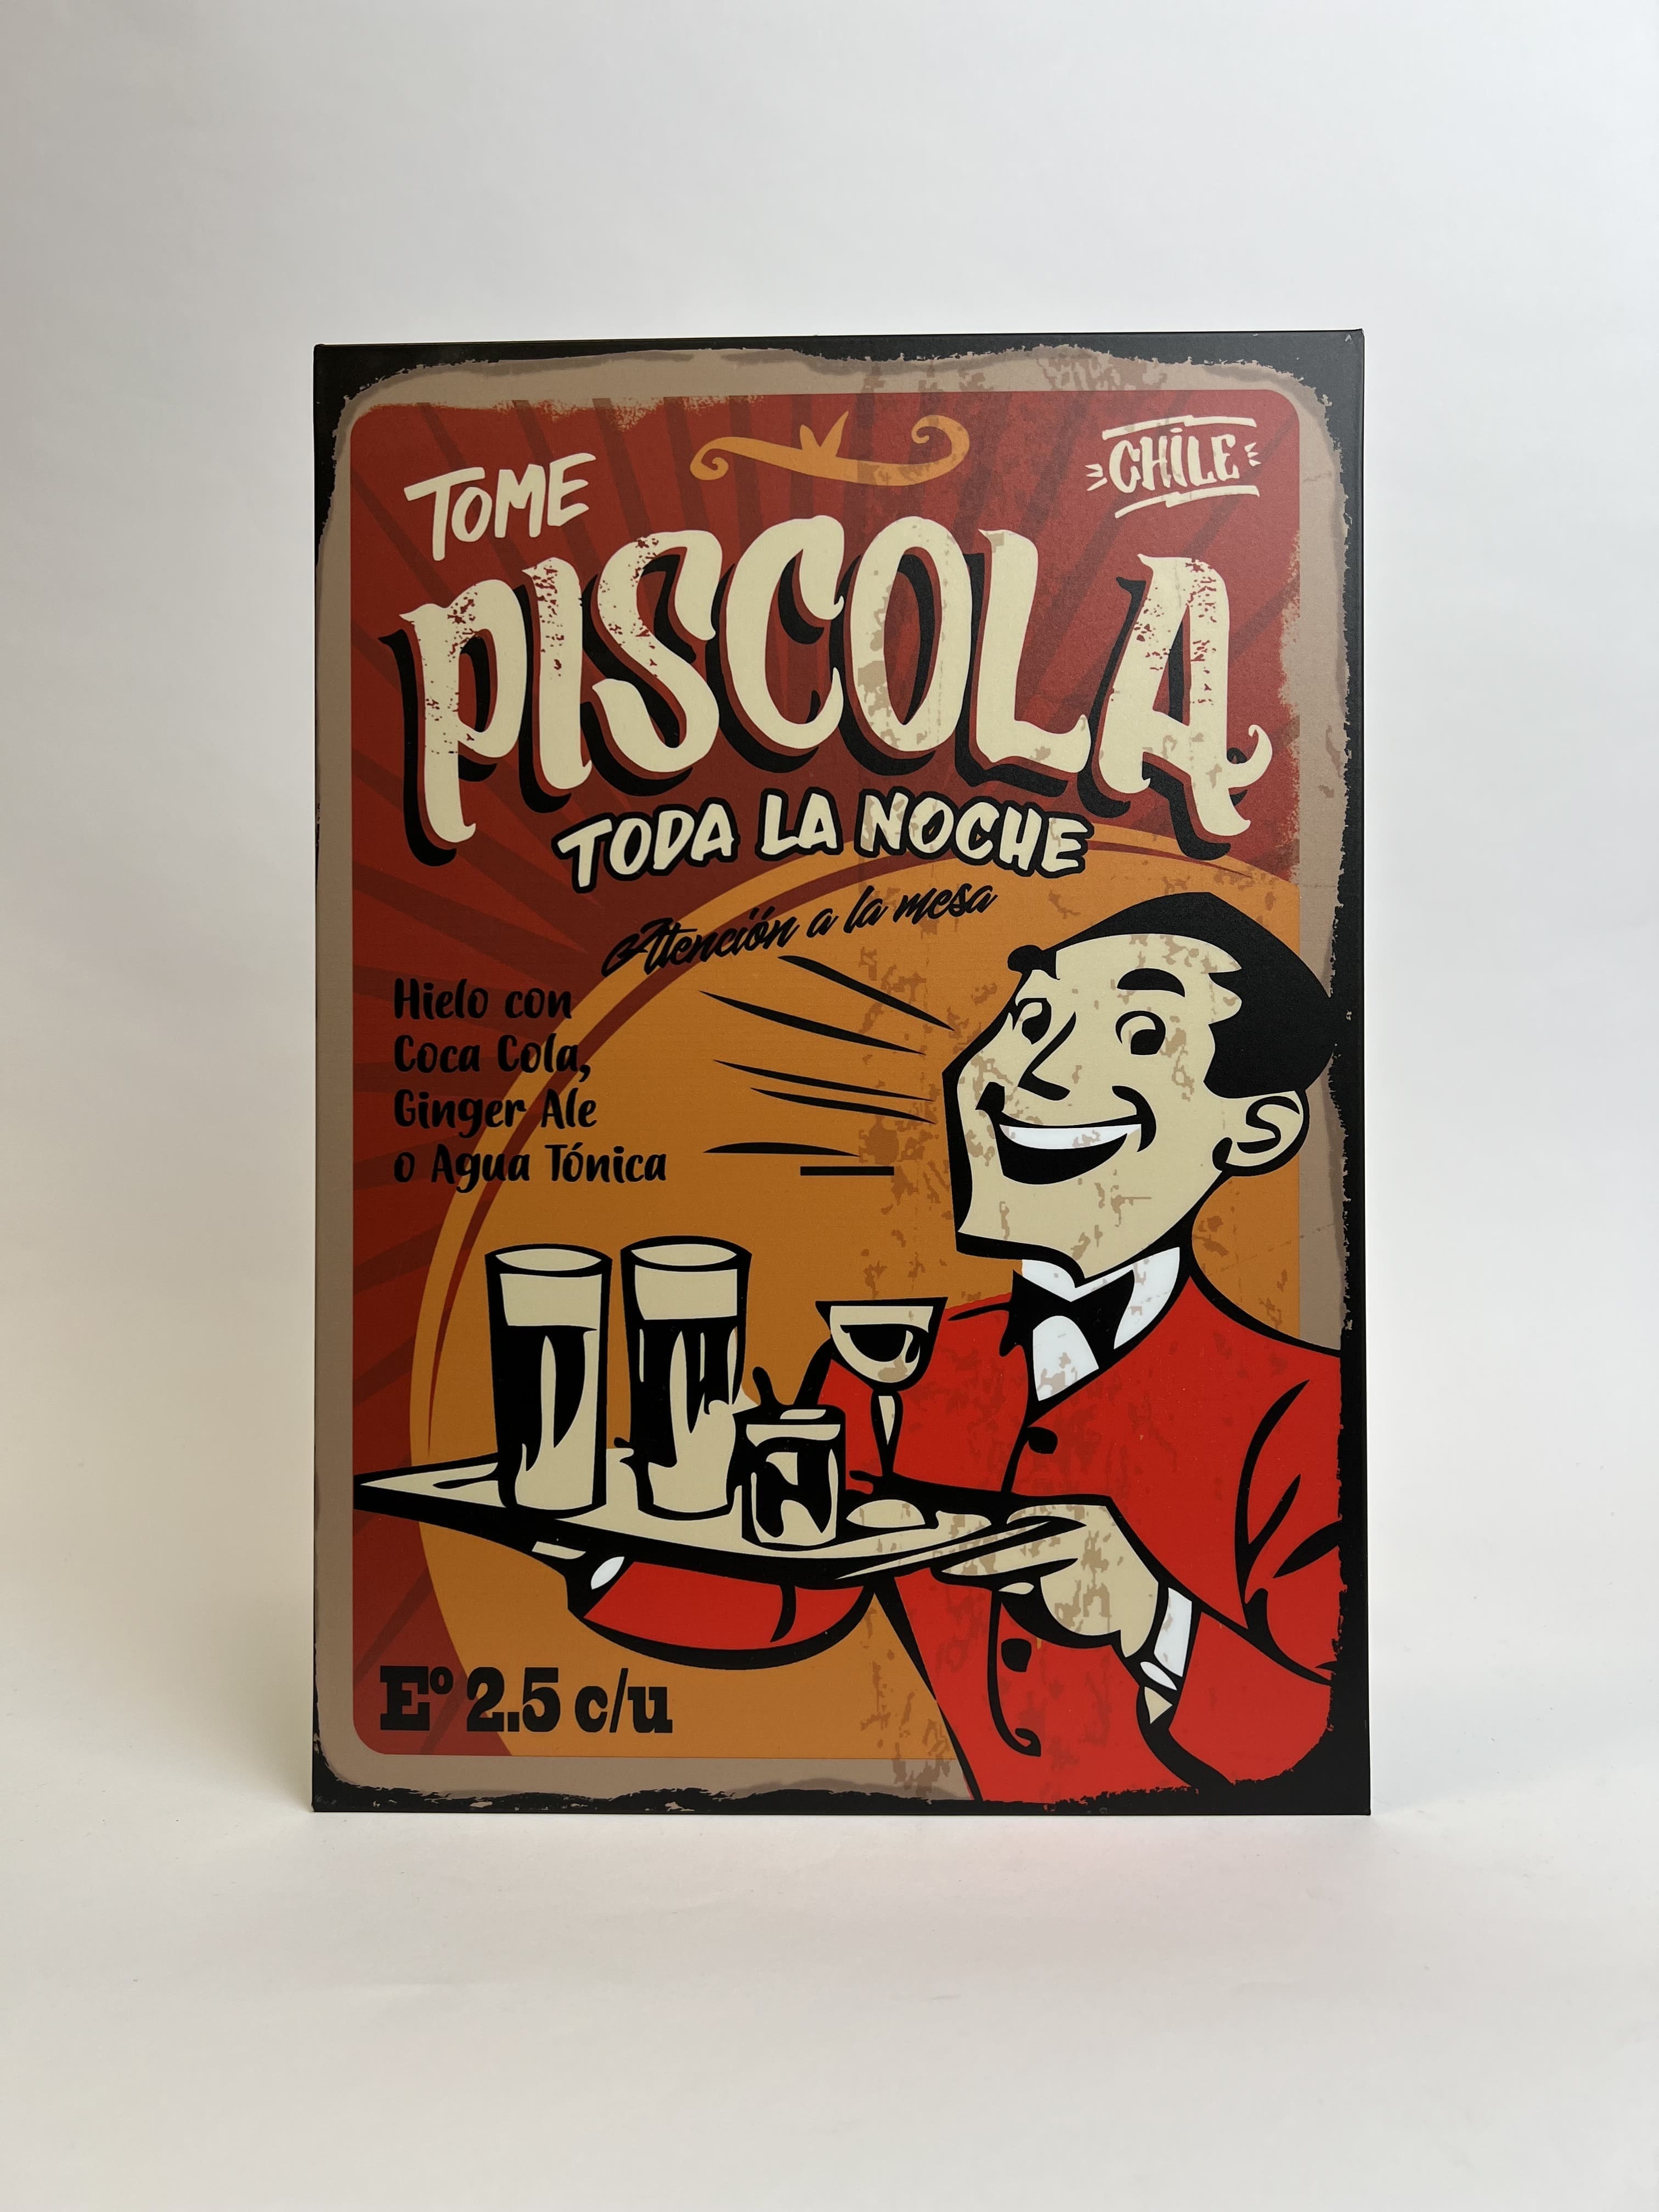 TOME
CHILE
PISCOLA
TODA LA NOCHE
Atención a la mesa
Hielo con
Coca Cola,
Ginger Ale
o Agua Tónica
Eº 2.5 c/u